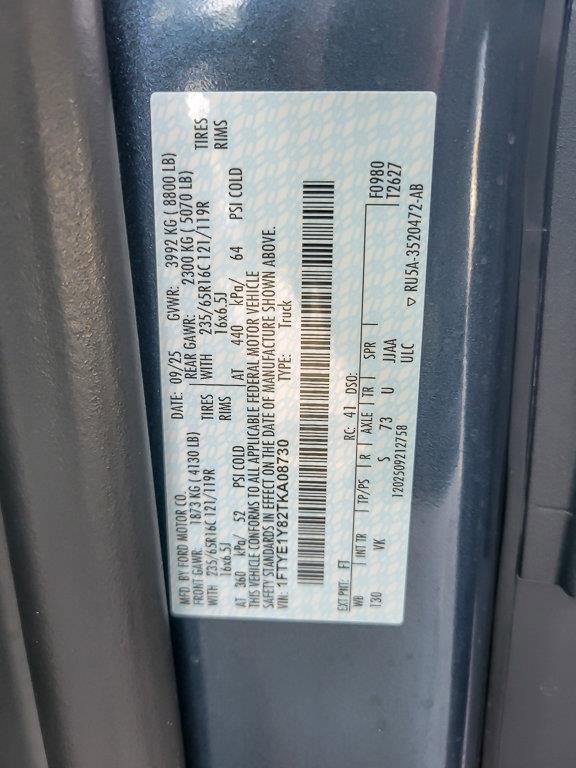 MFD. BY FORD MOTOR CO. DATE: 09/25 GVWR: 3992 KG ( 8800 LB)
FRONT GAWR: 1873 KG ( 4130 LB) REAR GAWR: 2300 KG ( 5070 LB)
WITH 225/65R16C 121/119R TIRES WITH 235/65R16C 121/119R TIRES
16x6.5J RIMS 16x6.5J RIMS
AT 360 kPa/ 52 PSI COLD AT 440 kPa/ 64 PSI COLD
THIS VEHICLE CONFORMS TO ALL APPLICABLE FEDERAL MOTOR VEHICLE
SAFETY STANDARDS IN EFFECT ON THE DATE OF MANUFACTURE SHOWN ABOVE.
VIN: 1FTYE1Y82TKA08730 TYPE: Truck
EXT PNT: FT RC: 41 DSO: F0980
WB INT TR TP/PS R AXLE TR SPR T2627
130 VK S 73 U JJAA
1202509212758 ULC ▽ RU5A-3520472-AB